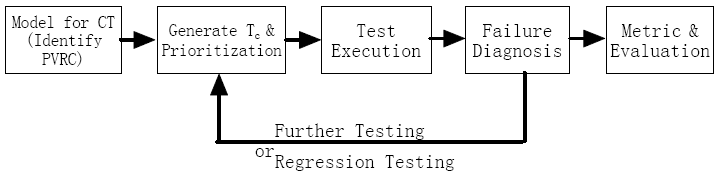 Model for CT
(Identify
PVRC)
Generate Tc &
Prioritization
Test
Execution
Failure
Diagnosis
Metric &
Evaluation
Further Testing
or
Regression Testing